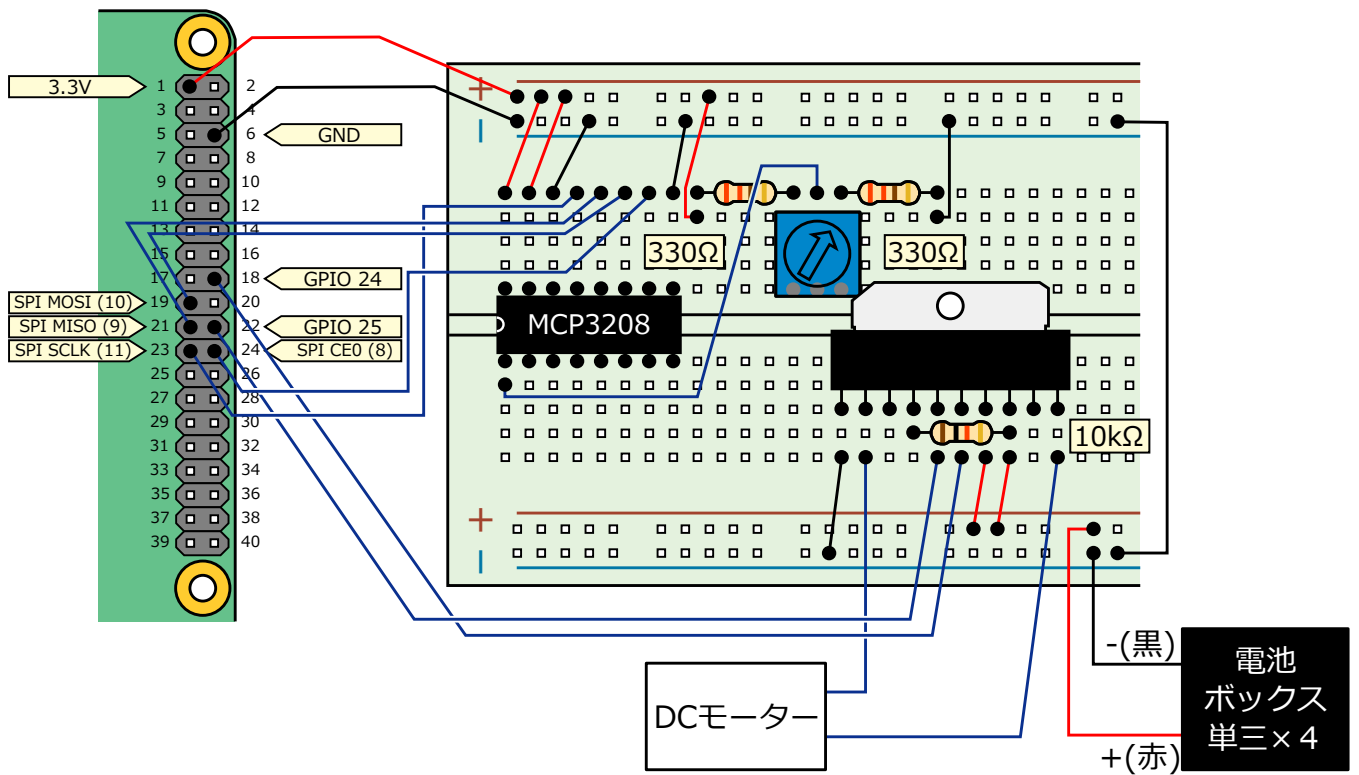 3.3V
1 2
3 4
5 6
GND
7 8
9 10
11 12
13 14
15 16
17 18
GPIO 24
SPI MOSI (10)
19 20
SPI MISO (9)
21 22
GPIO 25
SPI SCLK (11)
23 24
SPI CE0 (8)
25 26
27 28
29 30
31 32
33 34
35 36
37 38
39 40
+
-
330Ω
330Ω
MCP3208
10kΩ
+
-
DCモーター
-(黒)
+(赤)
電池
ボックス
単三×4